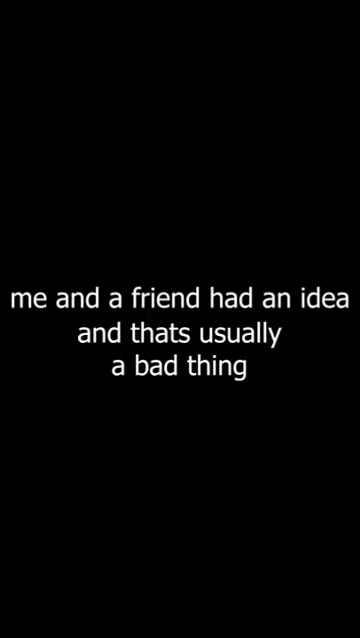 me and a friend had an idea
and thats usually
a bad thing